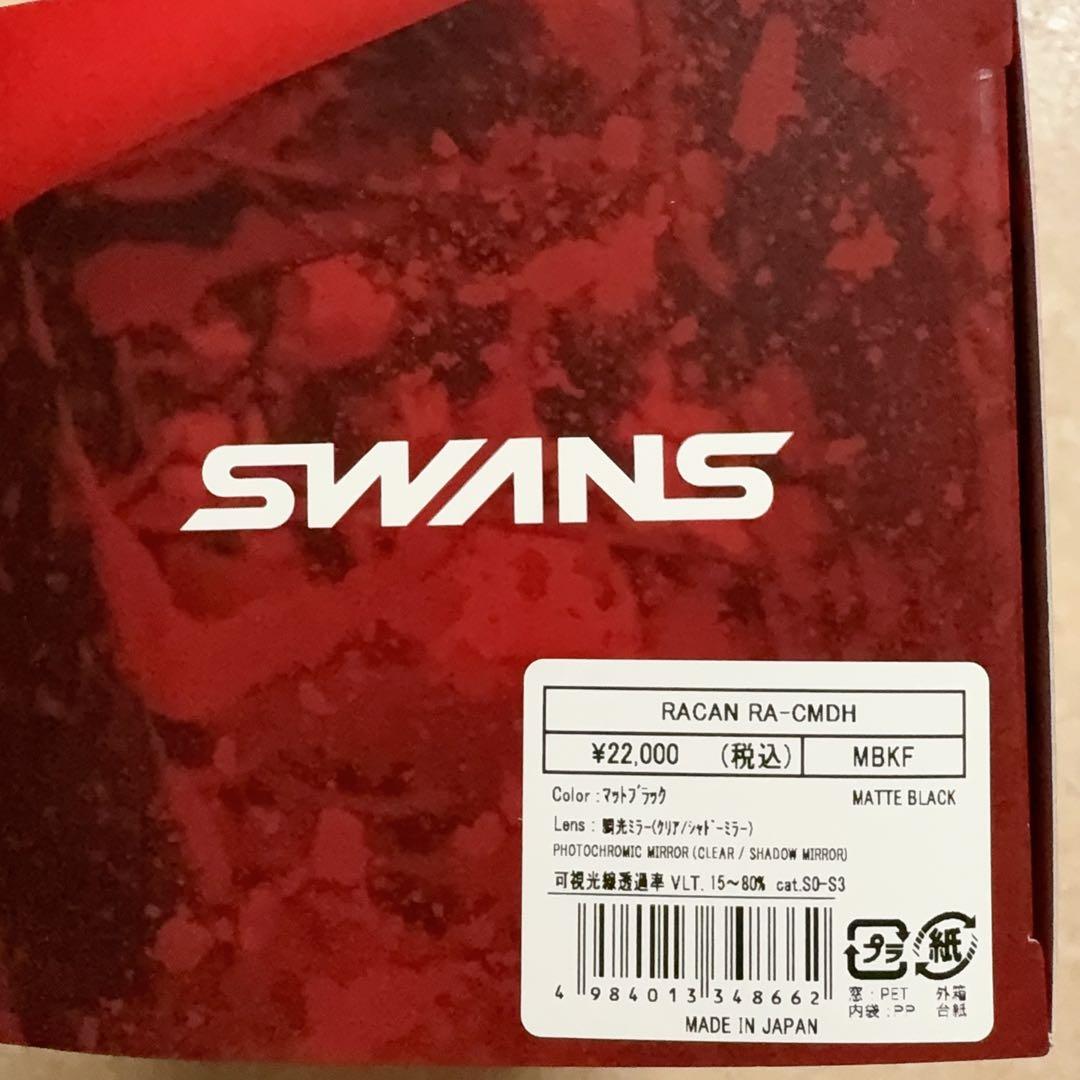 SWANS
RACAN RA-CMDH
¥22,000 (税込) MBKF
Color : マットブラック MATTE BLACK
Lens : 調光ミラー(クリア/シャドーミラー)
PHOTOCHROMIC MIRROR (CLEAR / SHADOW MIRROR)
可視光線透過率 VLT. 15~80% cat.S0-S3
4 984013 348662
プラ 紙
窓 : PET 外箱
内袋 : PP 台紙
MADE IN JAPAN